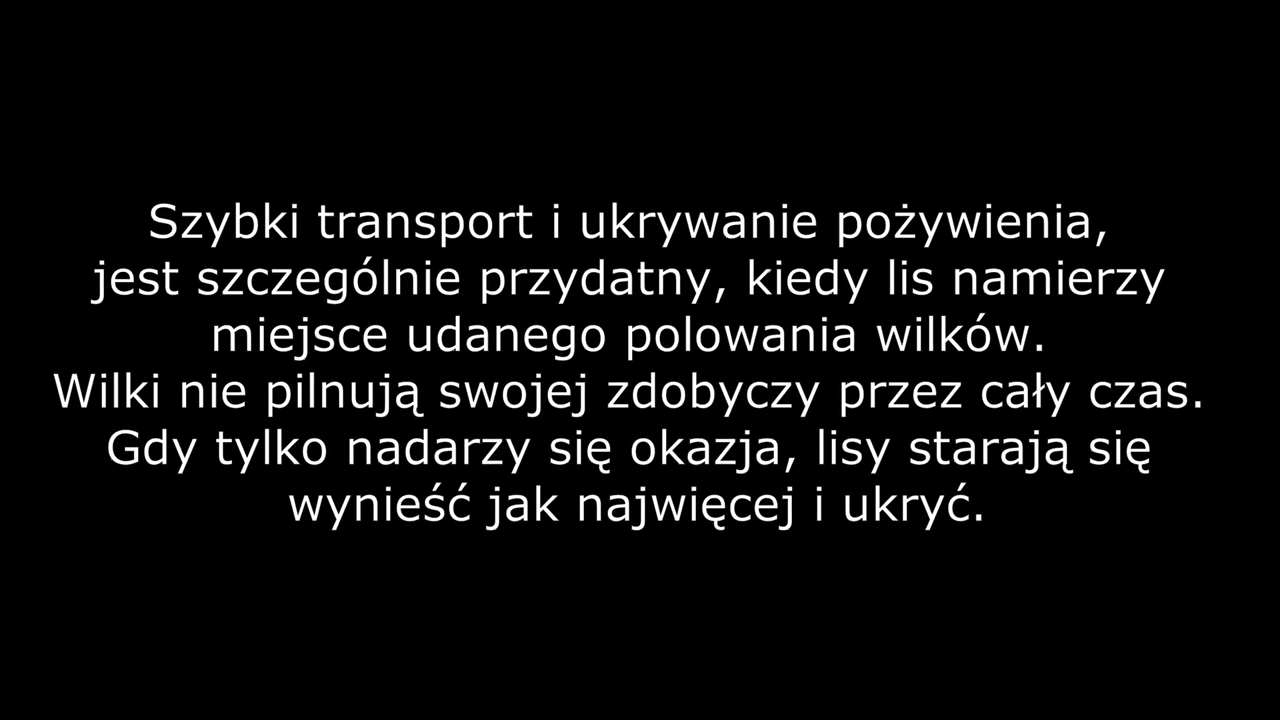 Szybki transport i ukrywanie pożywienia,
jest szczególnie przydatny, kiedy lis namierzy
miejsce udanego polowania wilków.
Wilki nie pilnują swojej zdobyczy przez cały czas.
Gdy tylko nadarzy się okazja, lisy starają się
wynieść jak najwięcej i ukryć.